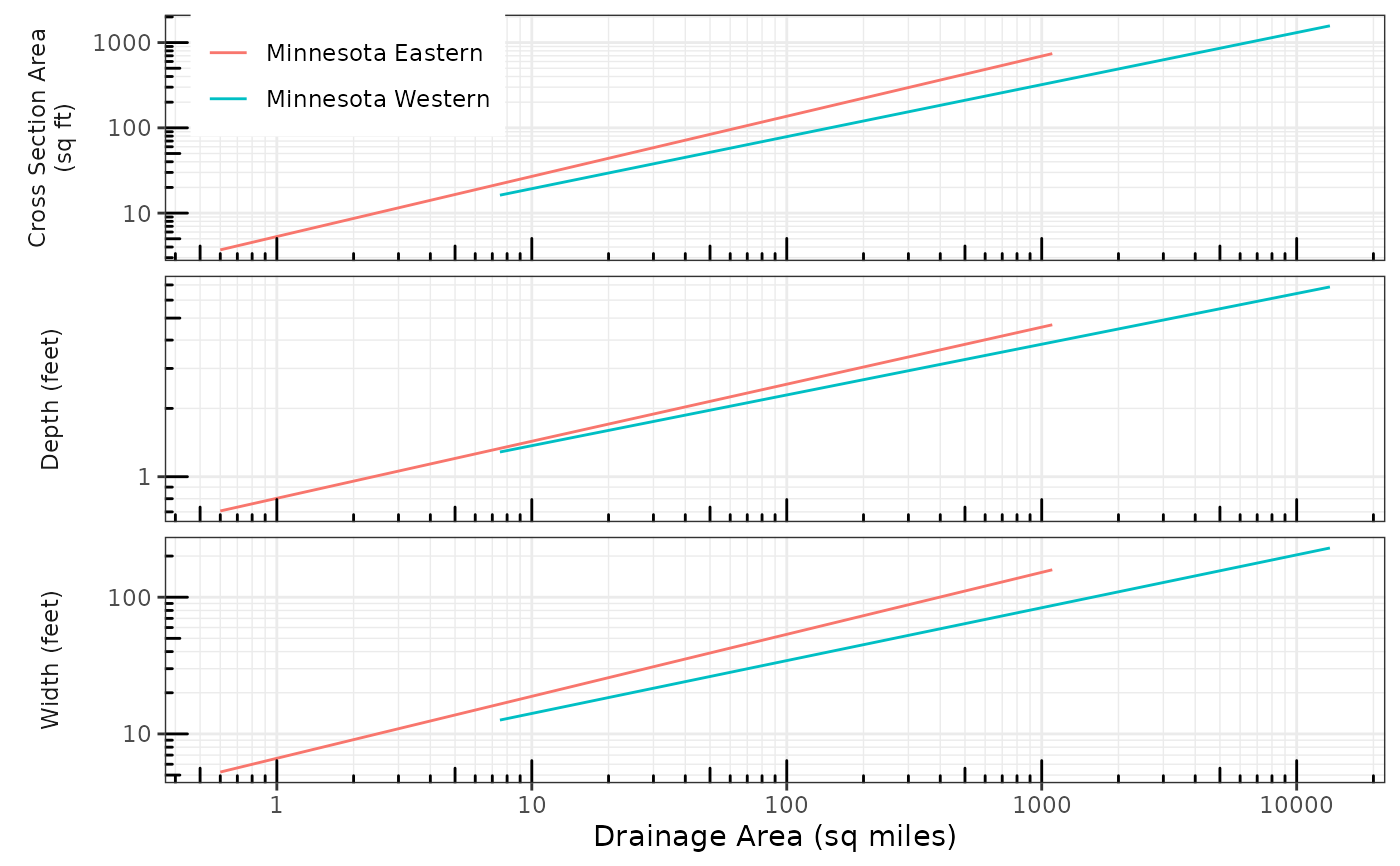 Cross Section Area
(sq ft)
1000
100
10
Minnesota Eastern
Minnesota Western
Depth (feet)
1
Width (feet)
100
10
1 10 100 1000 10000
Drainage Area (sq miles)